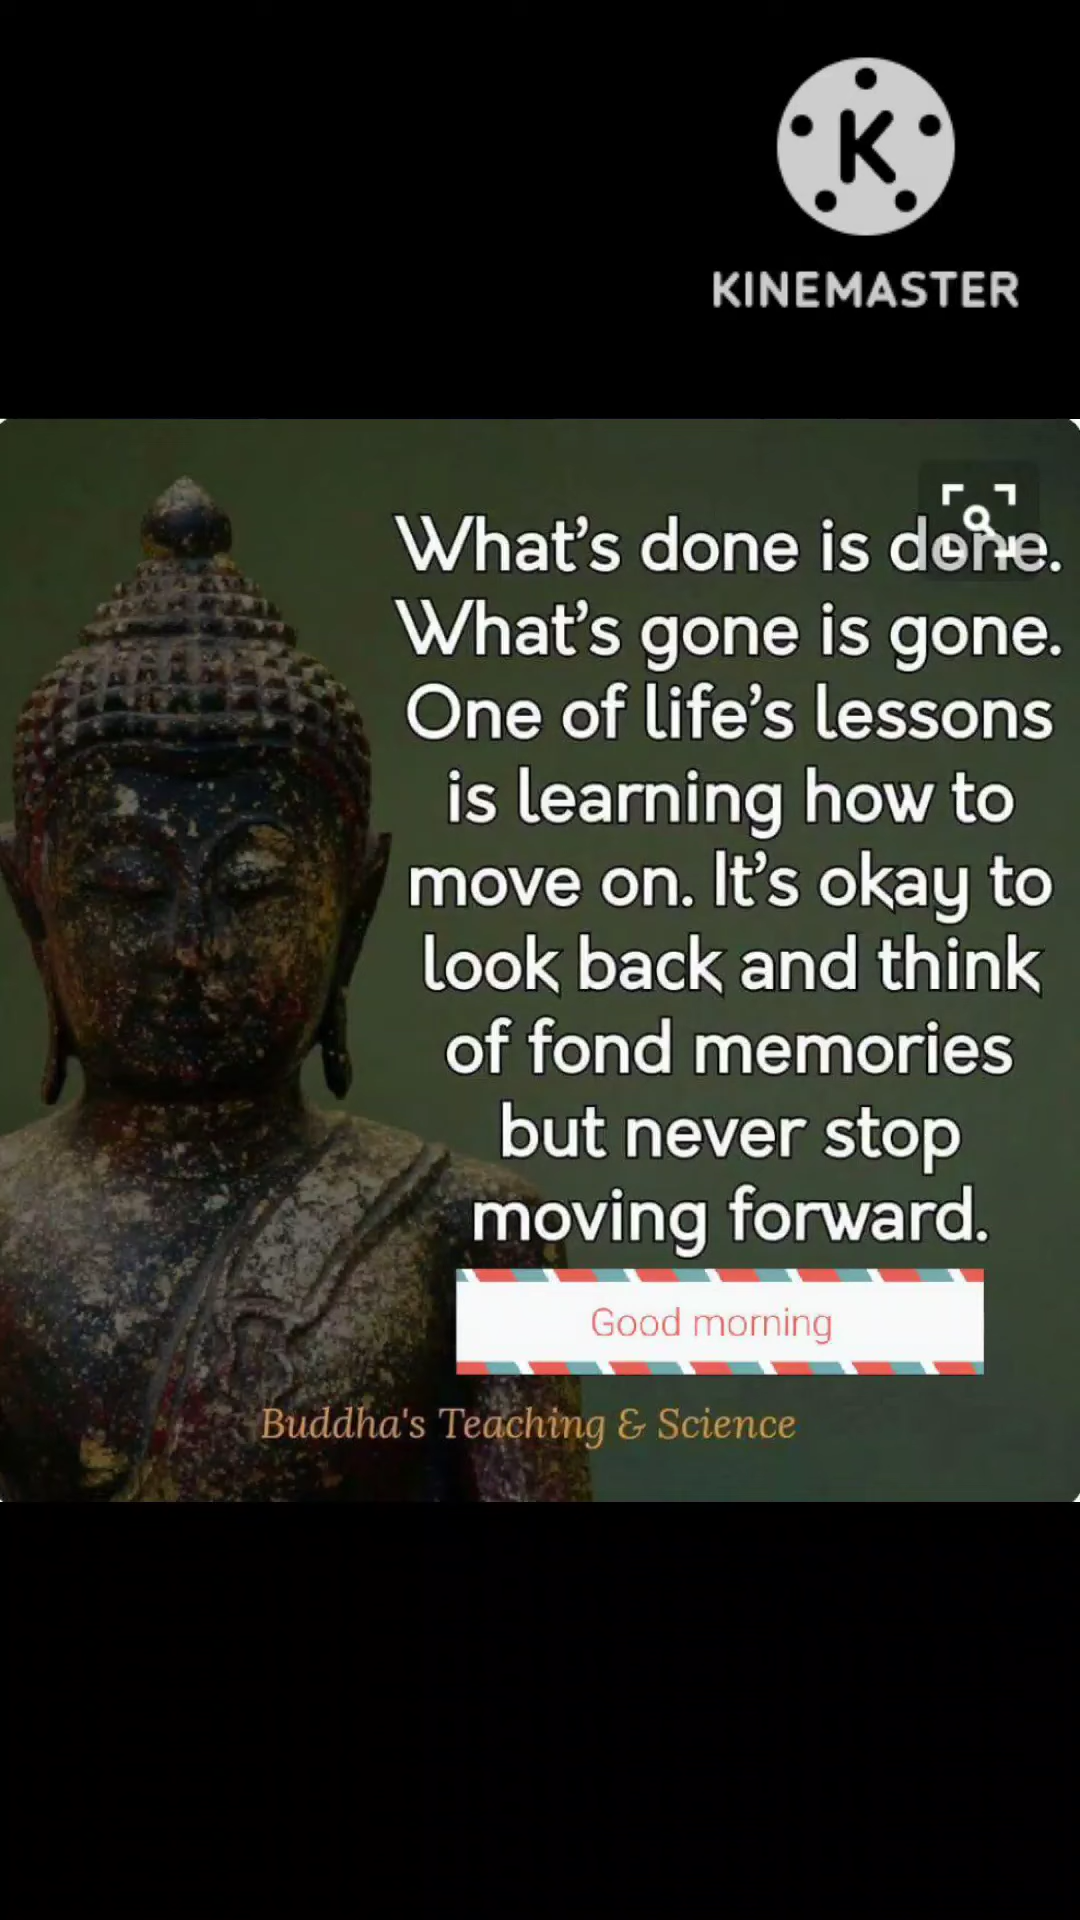 KINEMASTER
What's done is done.
What's gone is gone.
One of life's lessons
is learning how to
move on. It's okay to
look back and think
of fond memories
but never stop
moving forward.
Good morning
Buddha's Teaching & Science